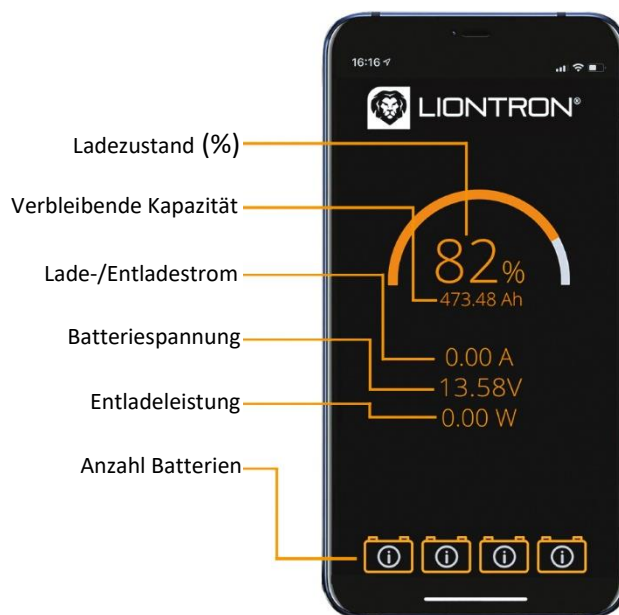 16:16
LIONTRON®
Ladezustand (%)
Verbleibende Kapazität
82%
Lade-/Entladestrom
473.48 Ah
Batteriespannung
0.00 A
13.58V
Entladeleistung
0.00 W
Anzahl Batterien